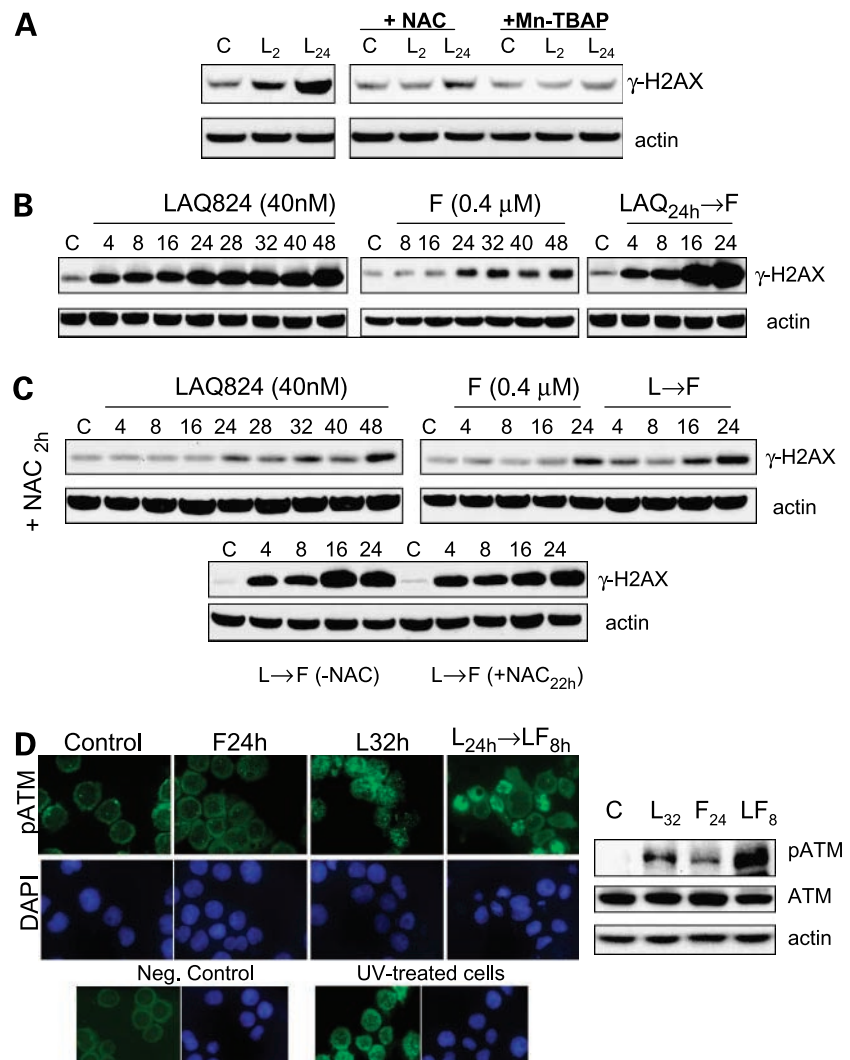 A
+ NAC +Mn-TBAP
C L2 L24 C L2 L24 C L2 L24
γ-H2AX
actin
B
LAQ824 (40nM) F (0.4 μM) LAQ24h→F
C 4 8 16 24 28 32 40 48 C 8 16 24 32 40 48 C 4 8 16 24
γ-H2AX
actin
C
LAQ824 (40nM) F (0.4 μM) L→F
C 4 8 16 24 28 32 40 48 C 4 8 16 24 4 8 16 24
+ NAC 2h
γ-H2AX
actin
C 4 8 16 24 C 4 8 16 24
γ-H2AX
actin
L→F (-NAC) L→F (+NAC22h)
D
Control F24h L32h L24h→LF8h
pATM
DAPI
Neg. Control UV-treated cells
C L32 F24 LF8
pATM
ATM
actin